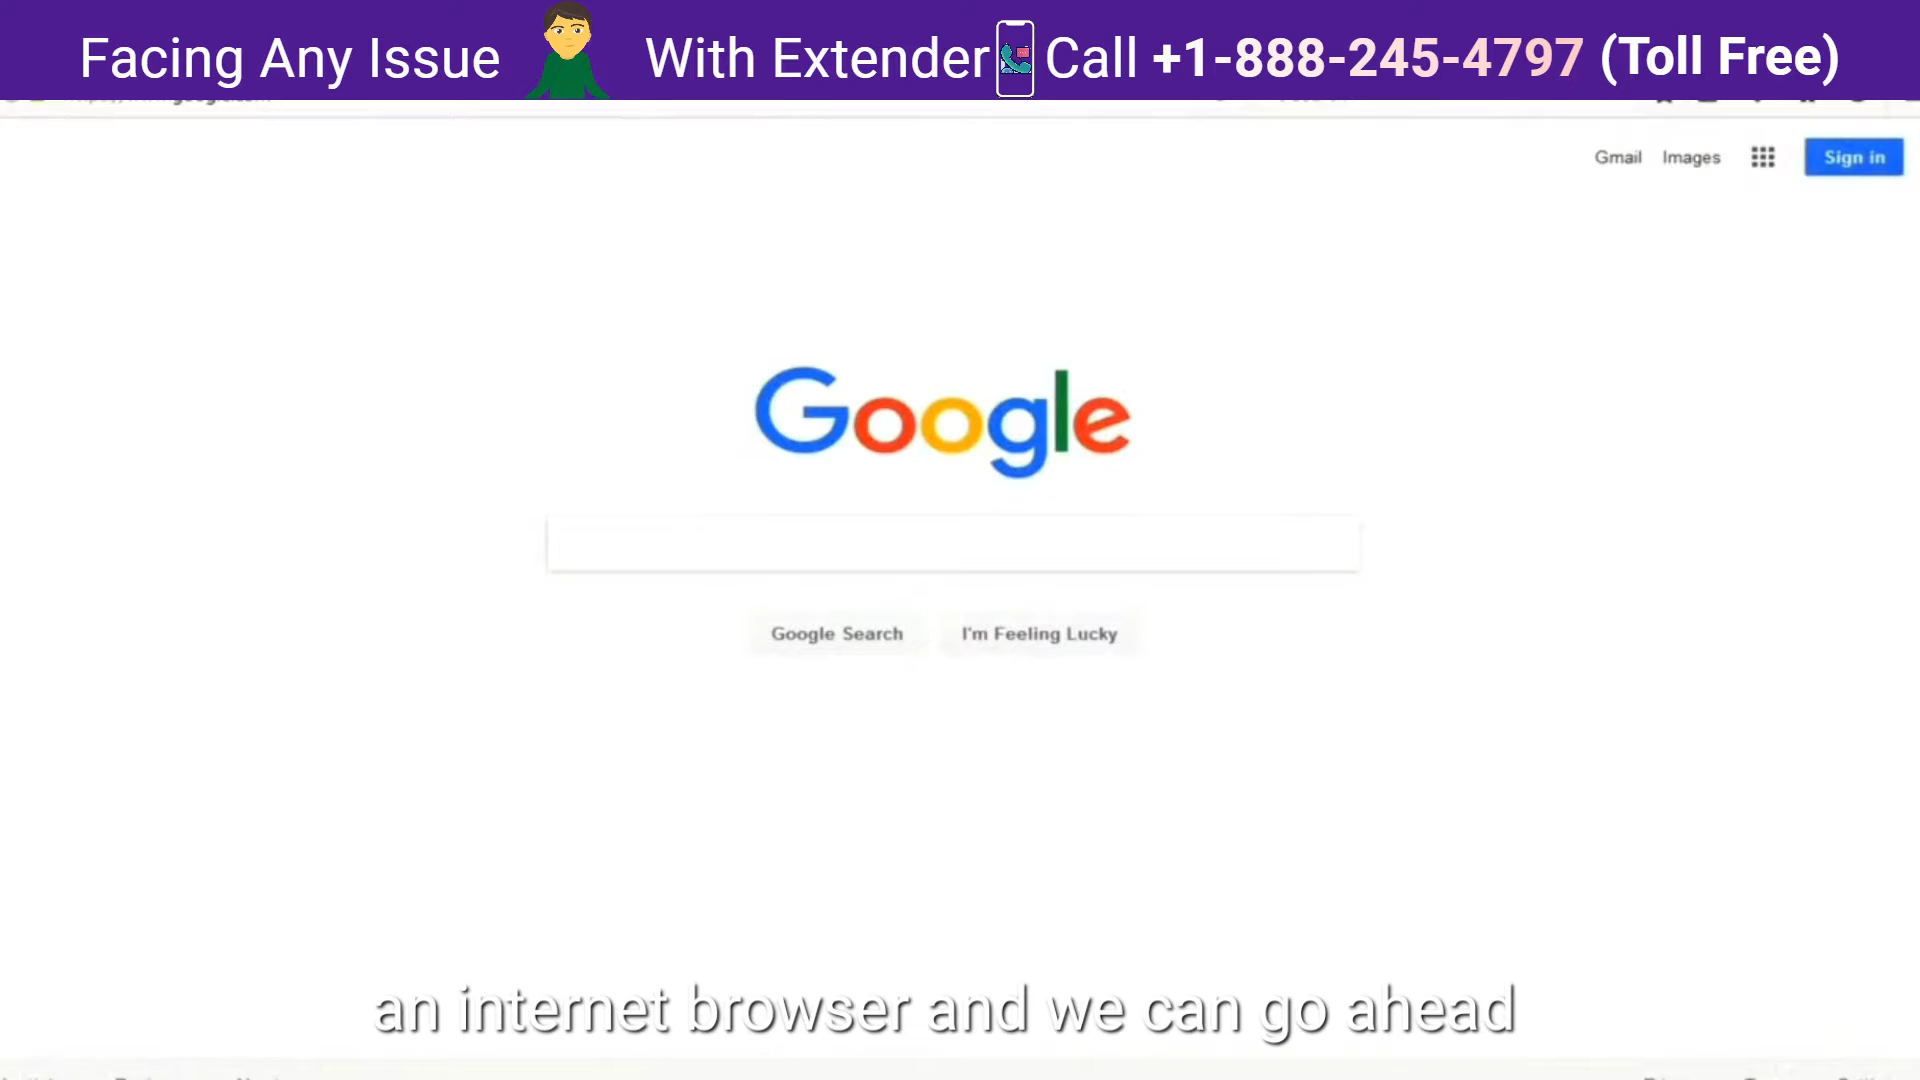 Facing Any Issue With Extender Call +1-888-245-4797 (Toll Free)
Gmail Images Sign in
Google
Google Search I'm Feeling Lucky
an internet browser and we can go ahead